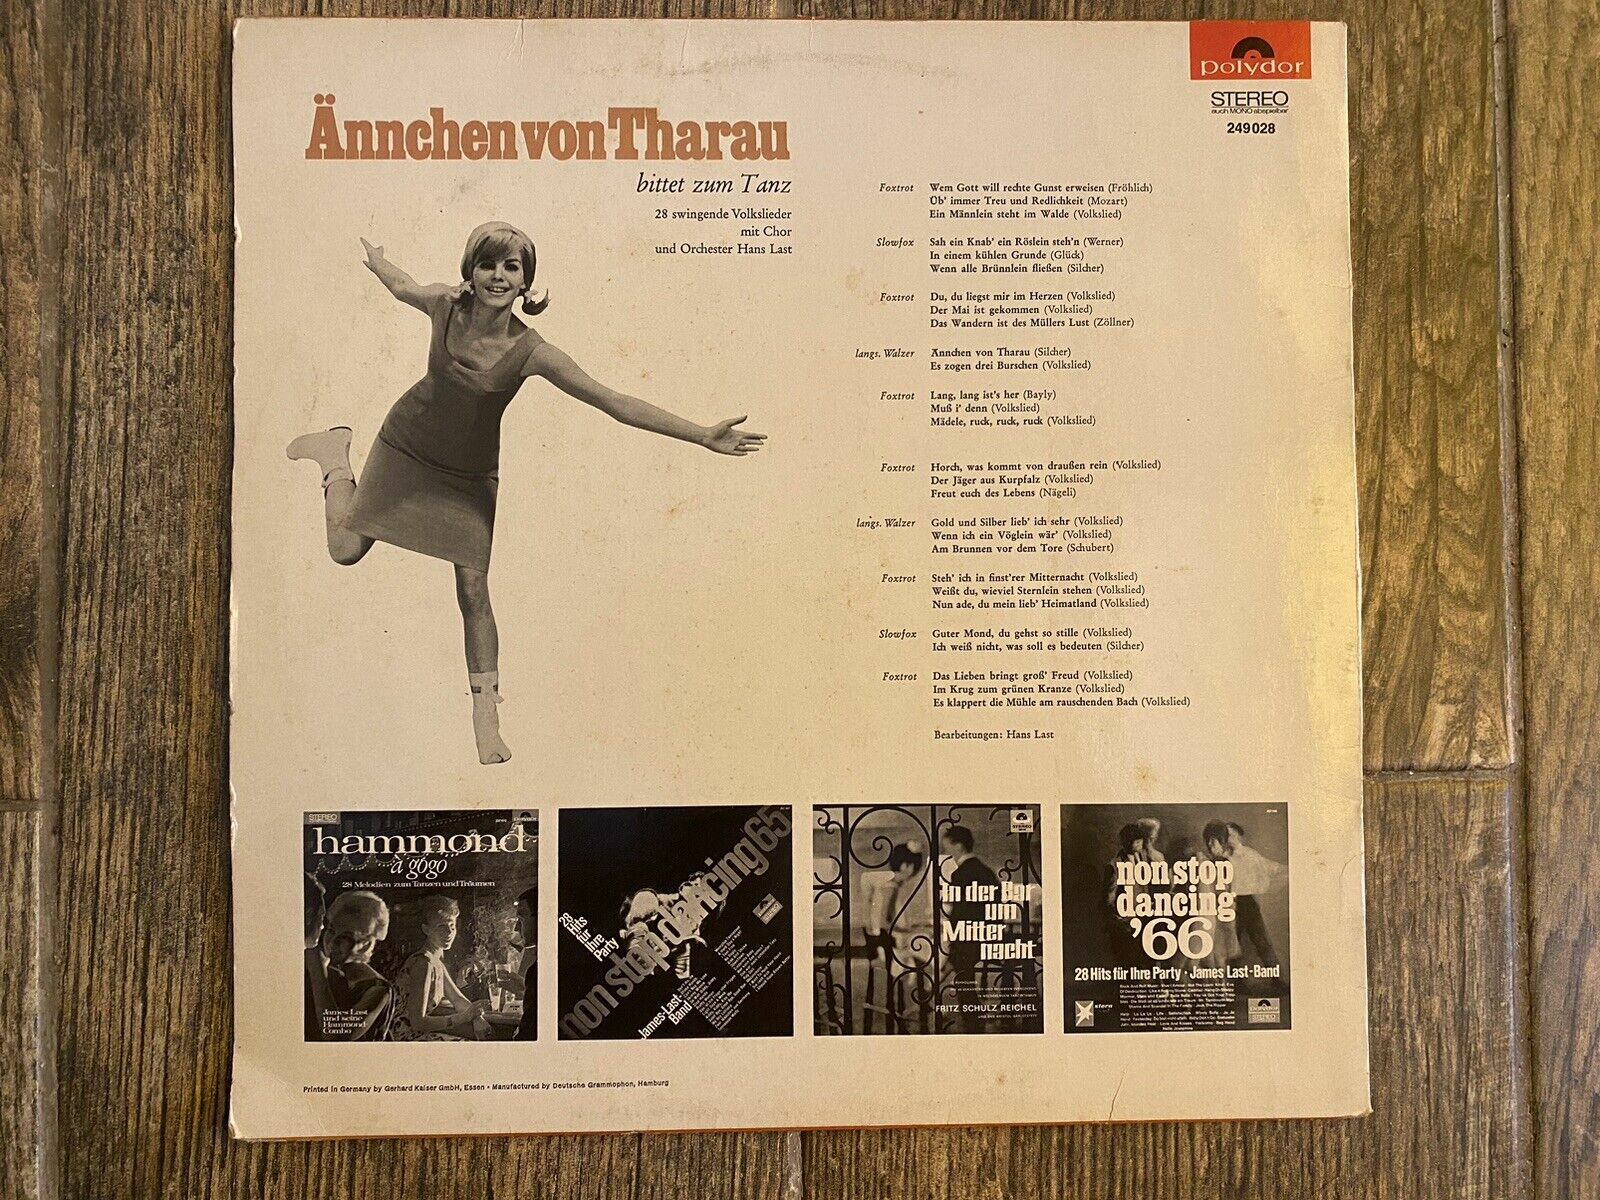 polydor
STEREO
auch MONO abspielbar
249028
Ännchen von Tharau
bittet zum Tanz
28 swingende Volkslieder
mit Chor
und Orchester Hans Last
Foxtrot Wem Gott will rechte Gunst erweisen (Fröhlich)
Üb' immer Treu und Redlichkeit (Mozart)
Ein Männlein steht im Walde (Volkslied)
Slowfox Sah ein Knab' ein Röslein steh'n (Werner)
In einem kühlen Grunde (Glück)
Wenn alle Brünnlein fließen (Silcher)
Foxtrot Du, du liegst mir im Herzen (Volkslied)
Der Mai ist gekommen (Volkslied)
Das Wandern ist des Müllers Lust (Zöllner)
langs. Walzer Ännchen von Tharau (Silcher)
Es zogen drei Burschen (Volkslied)
Foxtrot Lang, lang ist's her (Bayly)
Muß i' denn (Volkslied)
Mädele, ruck, ruck, ruck (Volkslied)
Foxtrot Horch, was kommt von draußen rein (Volkslied)
Der Jäger aus Kurpfalz (Volkslied)
Freut euch des Lebens (Nägeli)
langs. Walzer Gold und Silber lieb' ich sehr (Volkslied)
Wenn ich ein Vöglein wär' (Volkslied)
Am Brunnen vor dem Tore (Schubert)
Foxtrot Steh' ich in finst'rer Mitternacht (Volkslied)
Weißt du, wieviel Sternlein stehen (Volkslied)
Nun ade, du mein lieb' Heimatland (Volkslied)
Slowfox Guter Mond, du gehst so stille (Volkslied)
Ich weiß nicht, was soll es bedeuten (Silcher)
Foxtrot Das Lieben bringt groß' Freud (Volkslied)
Im Krug zum grünen Kranze (Volkslied)
Es klappert die Mühle am rauschenden Bach (Volkslied)
Bearbeitungen: Hans Last
STEREO
polydor
hammond
à gogo
28 Melodien zum Tanzen und Träumen
James Last
und seine
Hammond-
Combo
non stop dancing 65
28
Hits
für
Ihre
Party
James-Last-
Band
STEREO
in der Bar
um
Mitter
nacht
FRITZ SCHULZ REICHEL
non stop
dancing
'66
28 Hits für Ihre Party · James Last-Band
stern
Printed in Germany by Gerhard Kaiser GmbH, Essen · Manufactured by Deutsche Grammophon, Hamburg